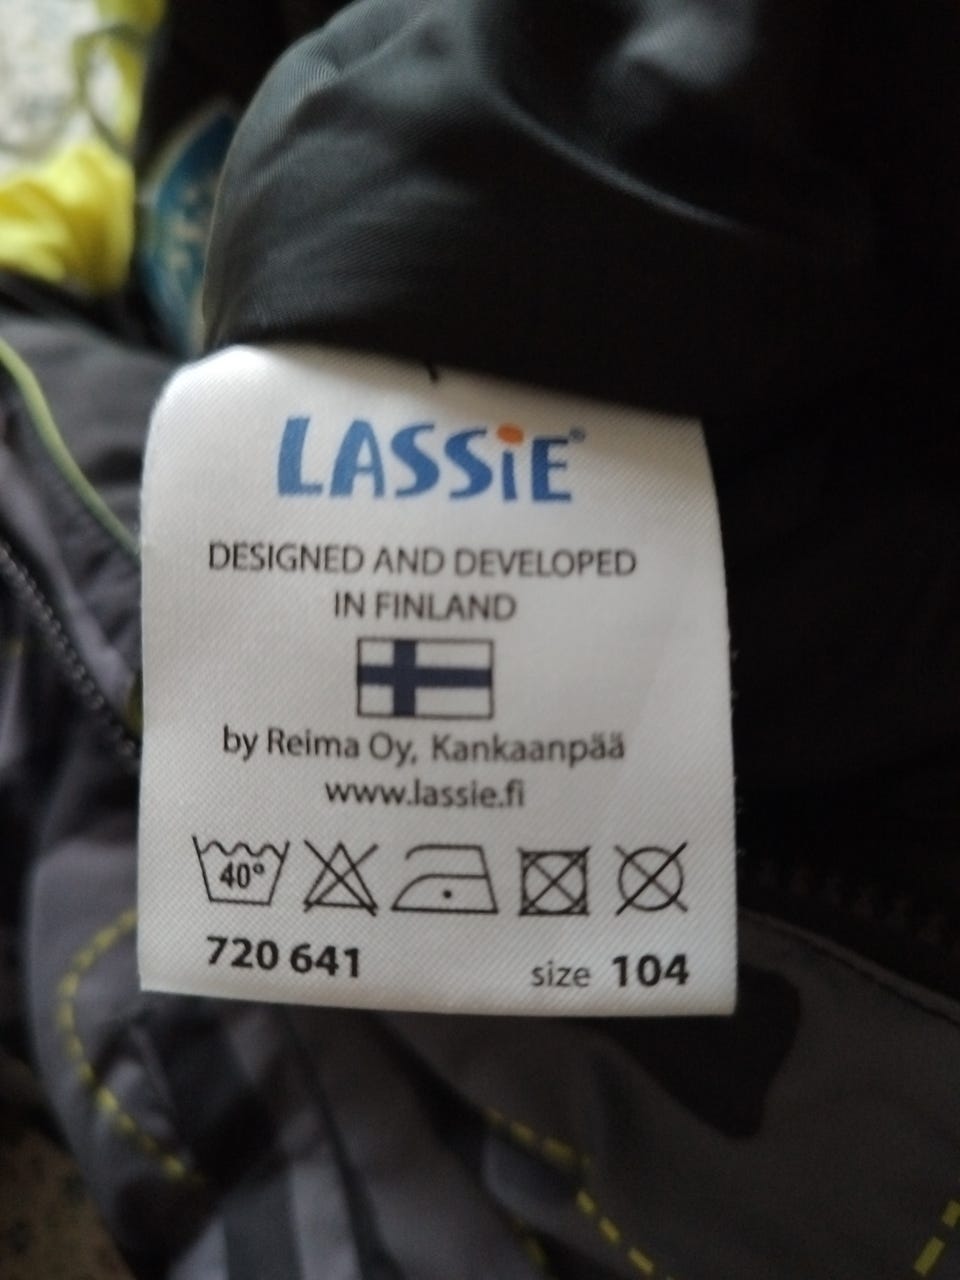 LASSiE®
DESIGNED AND DEVELOPED
IN FINLAND
by Reima Oy, Kankaanpää
www.lassie.fi
40°
720 641 size 104